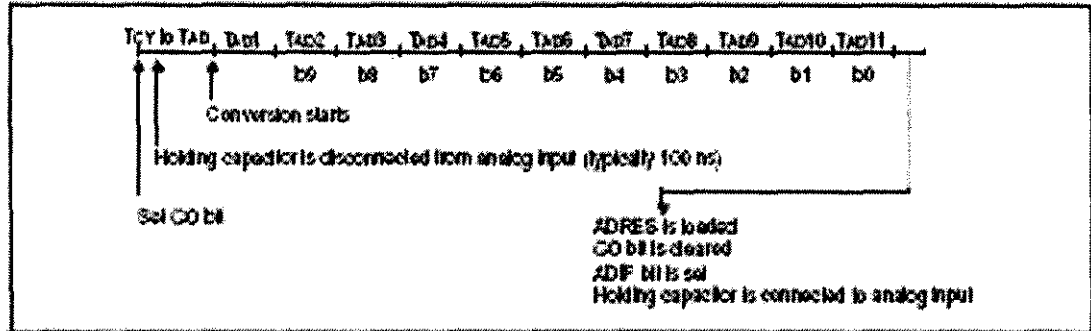 TCY to TAD TAD1 TAD2 TAD3 TAD4 TAD5 TAD6 TAD7 TAD8 TAD9 TAD10 TAD11
b9 b8 b7 b6 b5 b4 b3 b2 b1 b0
Conversion starts
Holding capacitor is disconnected from analog input (typically 100 ns)
Set GO bit
ADRES is loaded
GO bit is cleared
ADIF bit is set
Holding capacitor is connected to analog input